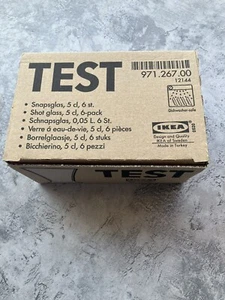 TEST
971.267.00
12144
• Snapsglas, 5 cl, 6 st.
• Shot glass, 5 cl, 6-pack
• Schnapsglas, 0,05 L. 6 St.
• Verre á eau-de-vie, 5 cl, 6 pièces
• Borrelglaasje, 5 cl, 6 stuks
• Bicchierino, 5 cl, 6 pezzi
Dishwasher-safe
IKEA
Design and Quality
IKEA of Sweden
Made in Turkey
TEST